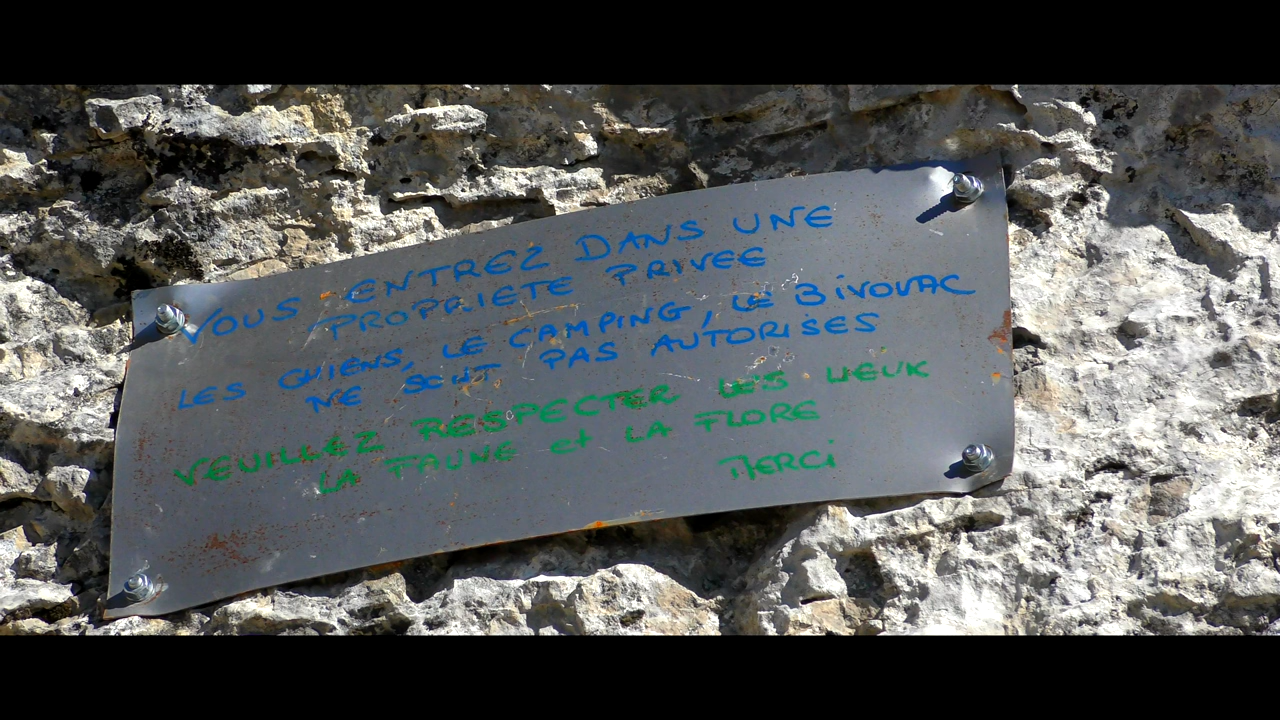 VOUS ENTREZ DANS UNE
PROPRIETE PRIVEE
LES CHIENS, LE CAMPING, LE BiVOUAC
NE SONT PAS AUTORISES
VEUILLEZ RESPECTER LES LIEUX
LA FAUNE et LA FLORE
MERCi